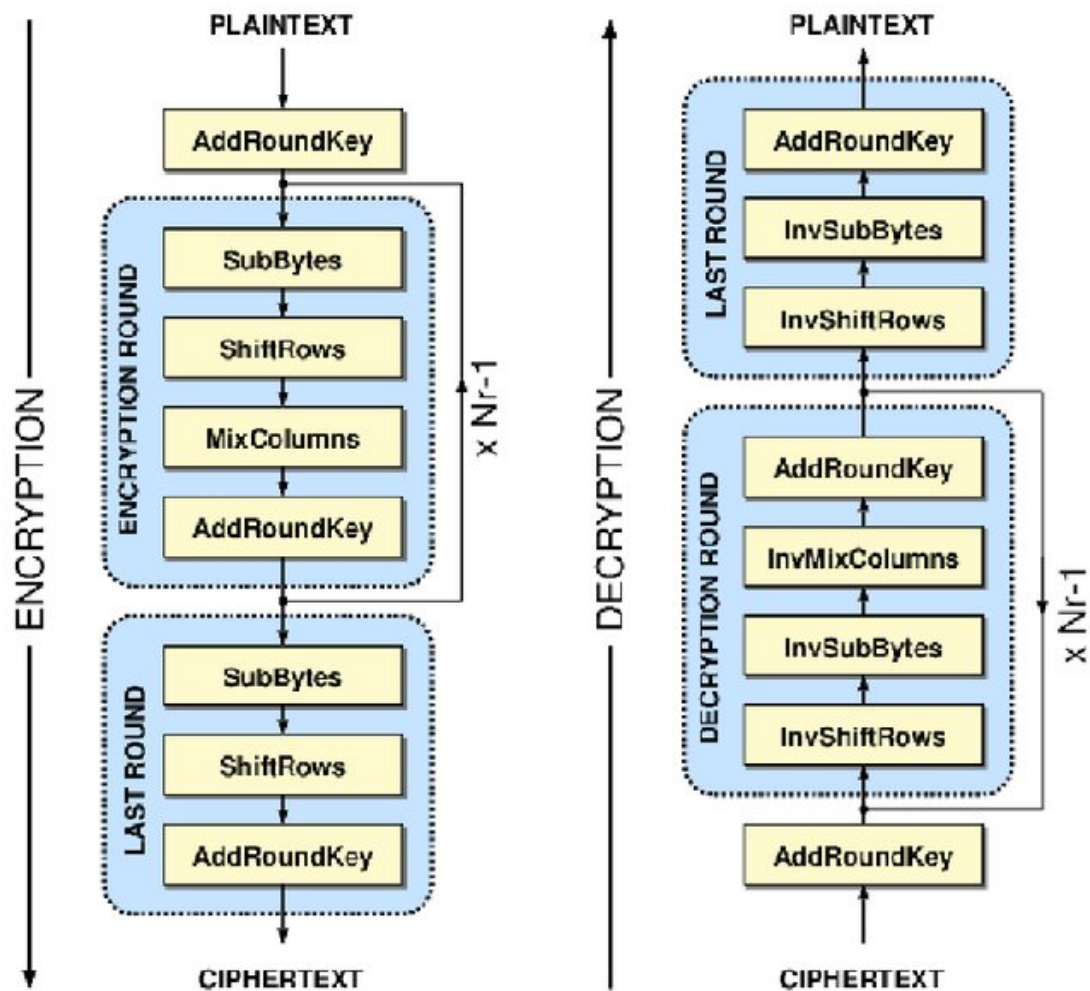 PLAINTEXT
AddRoundKey
SubBytes
ShiftRows
MixColumns
AddRoundKey
ENCRYPTION ROUND
x Nr-1
SubBytes
ShiftRows
AddRoundKey
LAST ROUND
CIPHERTEXT
ENCRYPTION
PLAINTEXT
AddRoundKey
InvSubBytes
InvShiftRows
LAST ROUND
AddRoundKey
InvMixColumns
InvSubBytes
InvShiftRows
DECRYPTION ROUND
x Nr-1
AddRoundKey
CIPHERTEXT
DECRYPTION